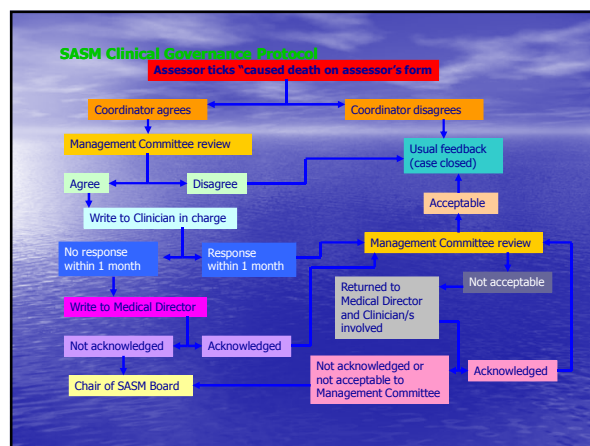 SASM Clinical Governance Protocol
Assessor ticks "caused death on assessor's form
Coordinator agrees
Coordinator disagrees
Management Committee review
Usual feedback
(case closed)
Agree
Disagree
Acceptable
Write to Clinician in charge
No response
within 1 month
Response
within 1 month
Management Committee review
Not acceptable
Write to Medical Director
Returned to
Medical Director
and Clinician/s
involved
Not acknowledged
Acknowledged
Not acknowledged or
not acceptable to
Management Committee
Acknowledged
Chair of SASM Board